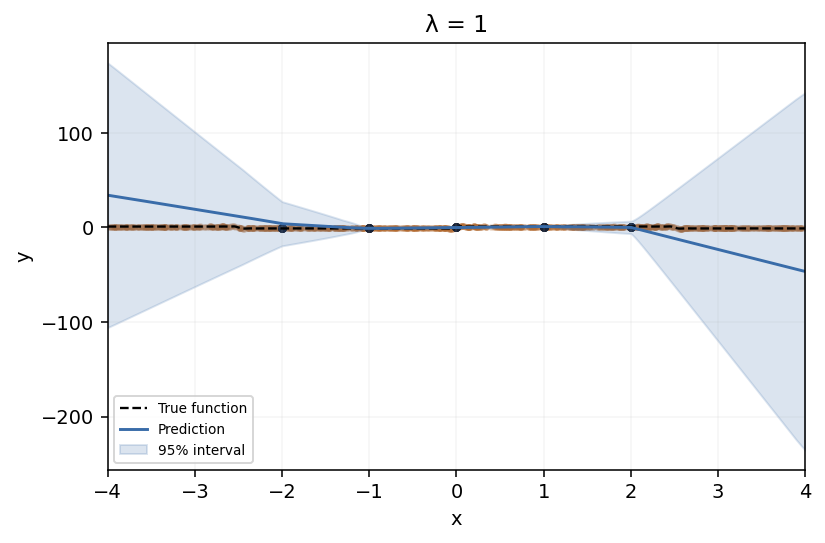 λ = 1
y
100
0
−100
−200
True function
Prediction
95% interval
−4 −3 −2 −1 0 1 2 3 4
x